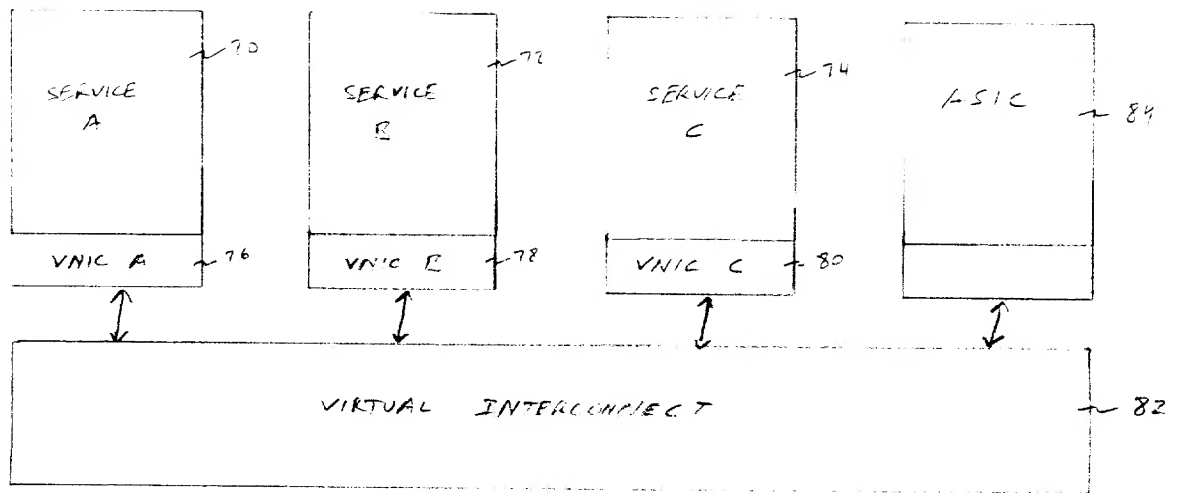 SERVICE
A
70
SERVICE
B
72
SERVICE
C
74
ASIC
84
VNIC A
76
VNIC B
78
VNIC C
80
VIRTUAL INTERCONNECT
82